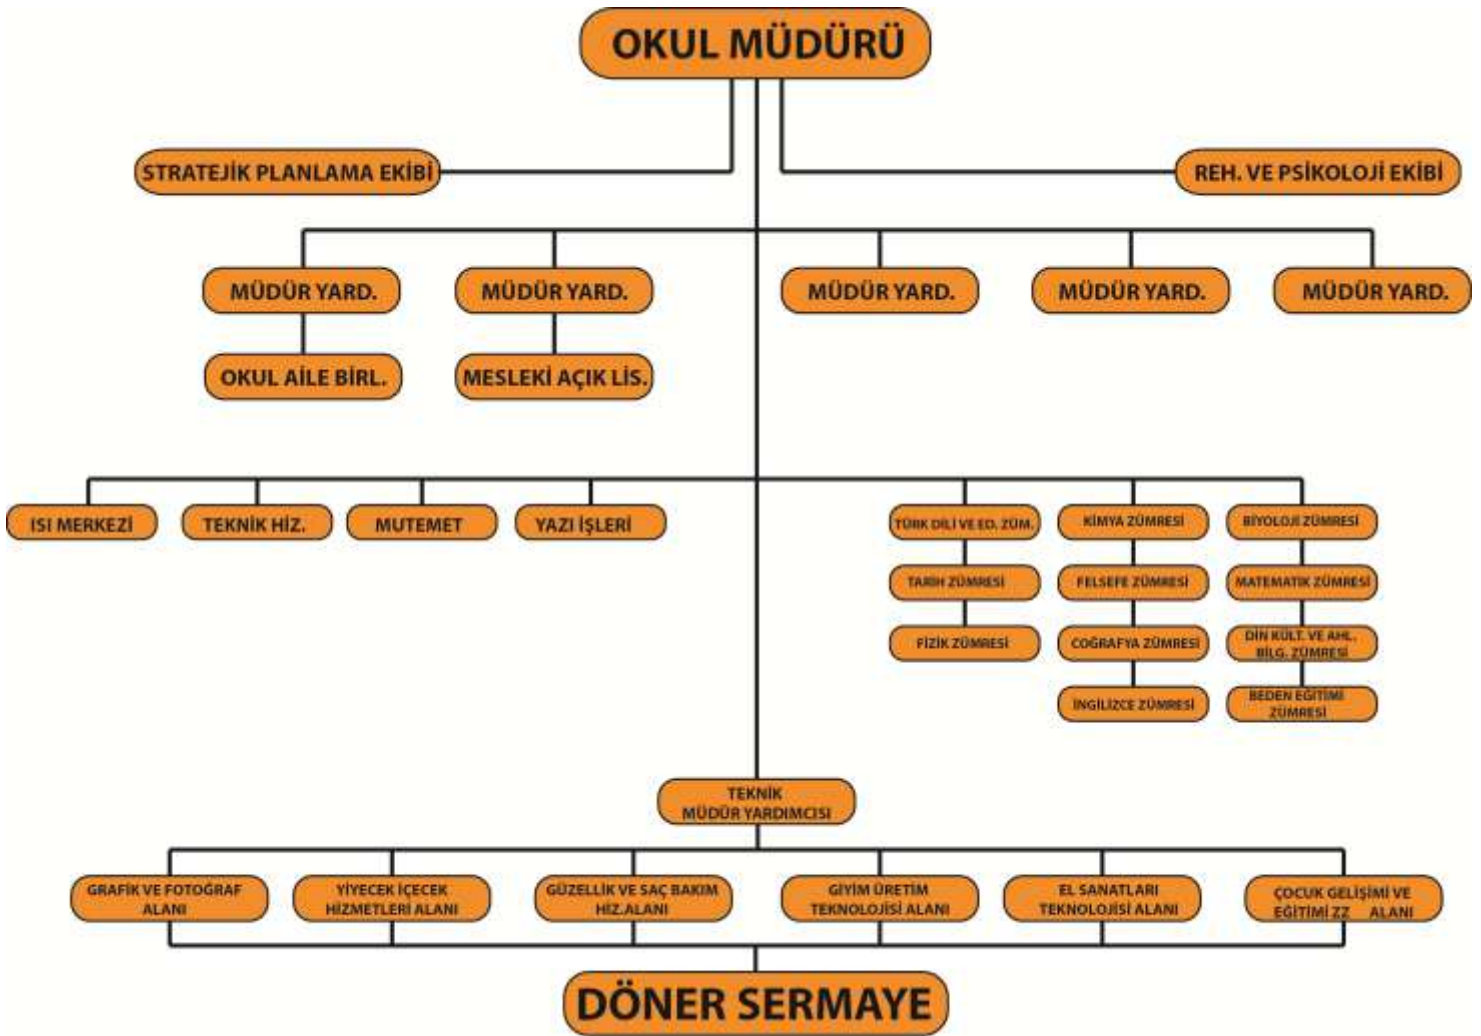 OKUL MÜDÜRÜ
STRATEJİK PLANLAMA EKİBİ
REH. VE PSİKOLOJİ EKİBİ
MÜDÜR YARD.
MÜDÜR YARD.
MÜDÜR YARD.
MÜDÜR YARD.
MÜDÜR YARD.
OKUL AİLE BİRL.
MESLEKİ AÇIK LİS.
ISI MERKEZİ
TEKNİK HİZ.
MUTEMET
YAZI İŞLERİ
TÜRK DİLİ VE ED. ZÜM.
KİMYA ZÜMRESİ
BİYOLOJİ ZÜMRESİ
TARİH ZÜMRESİ
FELSEFE ZÜMRESİ
MATEMATİK ZÜMRESİ
FİZİK ZÜMRESİ
COĞRAFYA ZÜMRESİ
DİN KÜLT. VE AHL.
BİLG. ZÜMRESİ
İNGİLİZCE ZÜMRESİ
BEDEN EĞİTİMİ
ZÜMRESİ
TEKNİK
MÜDÜR YARDIMCISI
GRAFİK VE FOTOĞRAF
ALANI
YİYECEK İÇECEK
HİZMETLERİ ALANI
GÜZELLİK VE SAÇ BAKIM
HİZ.ALANI
GİYİM ÜRETİM
TEKNOLOJİSİ ALANI
EL SANATLARI
TEKNOLOJİSİ ALANI
ÇOCUK GELİŞİMİ VE
EĞİTİMİ ZZ ALANI
DÖNER SERMAYE